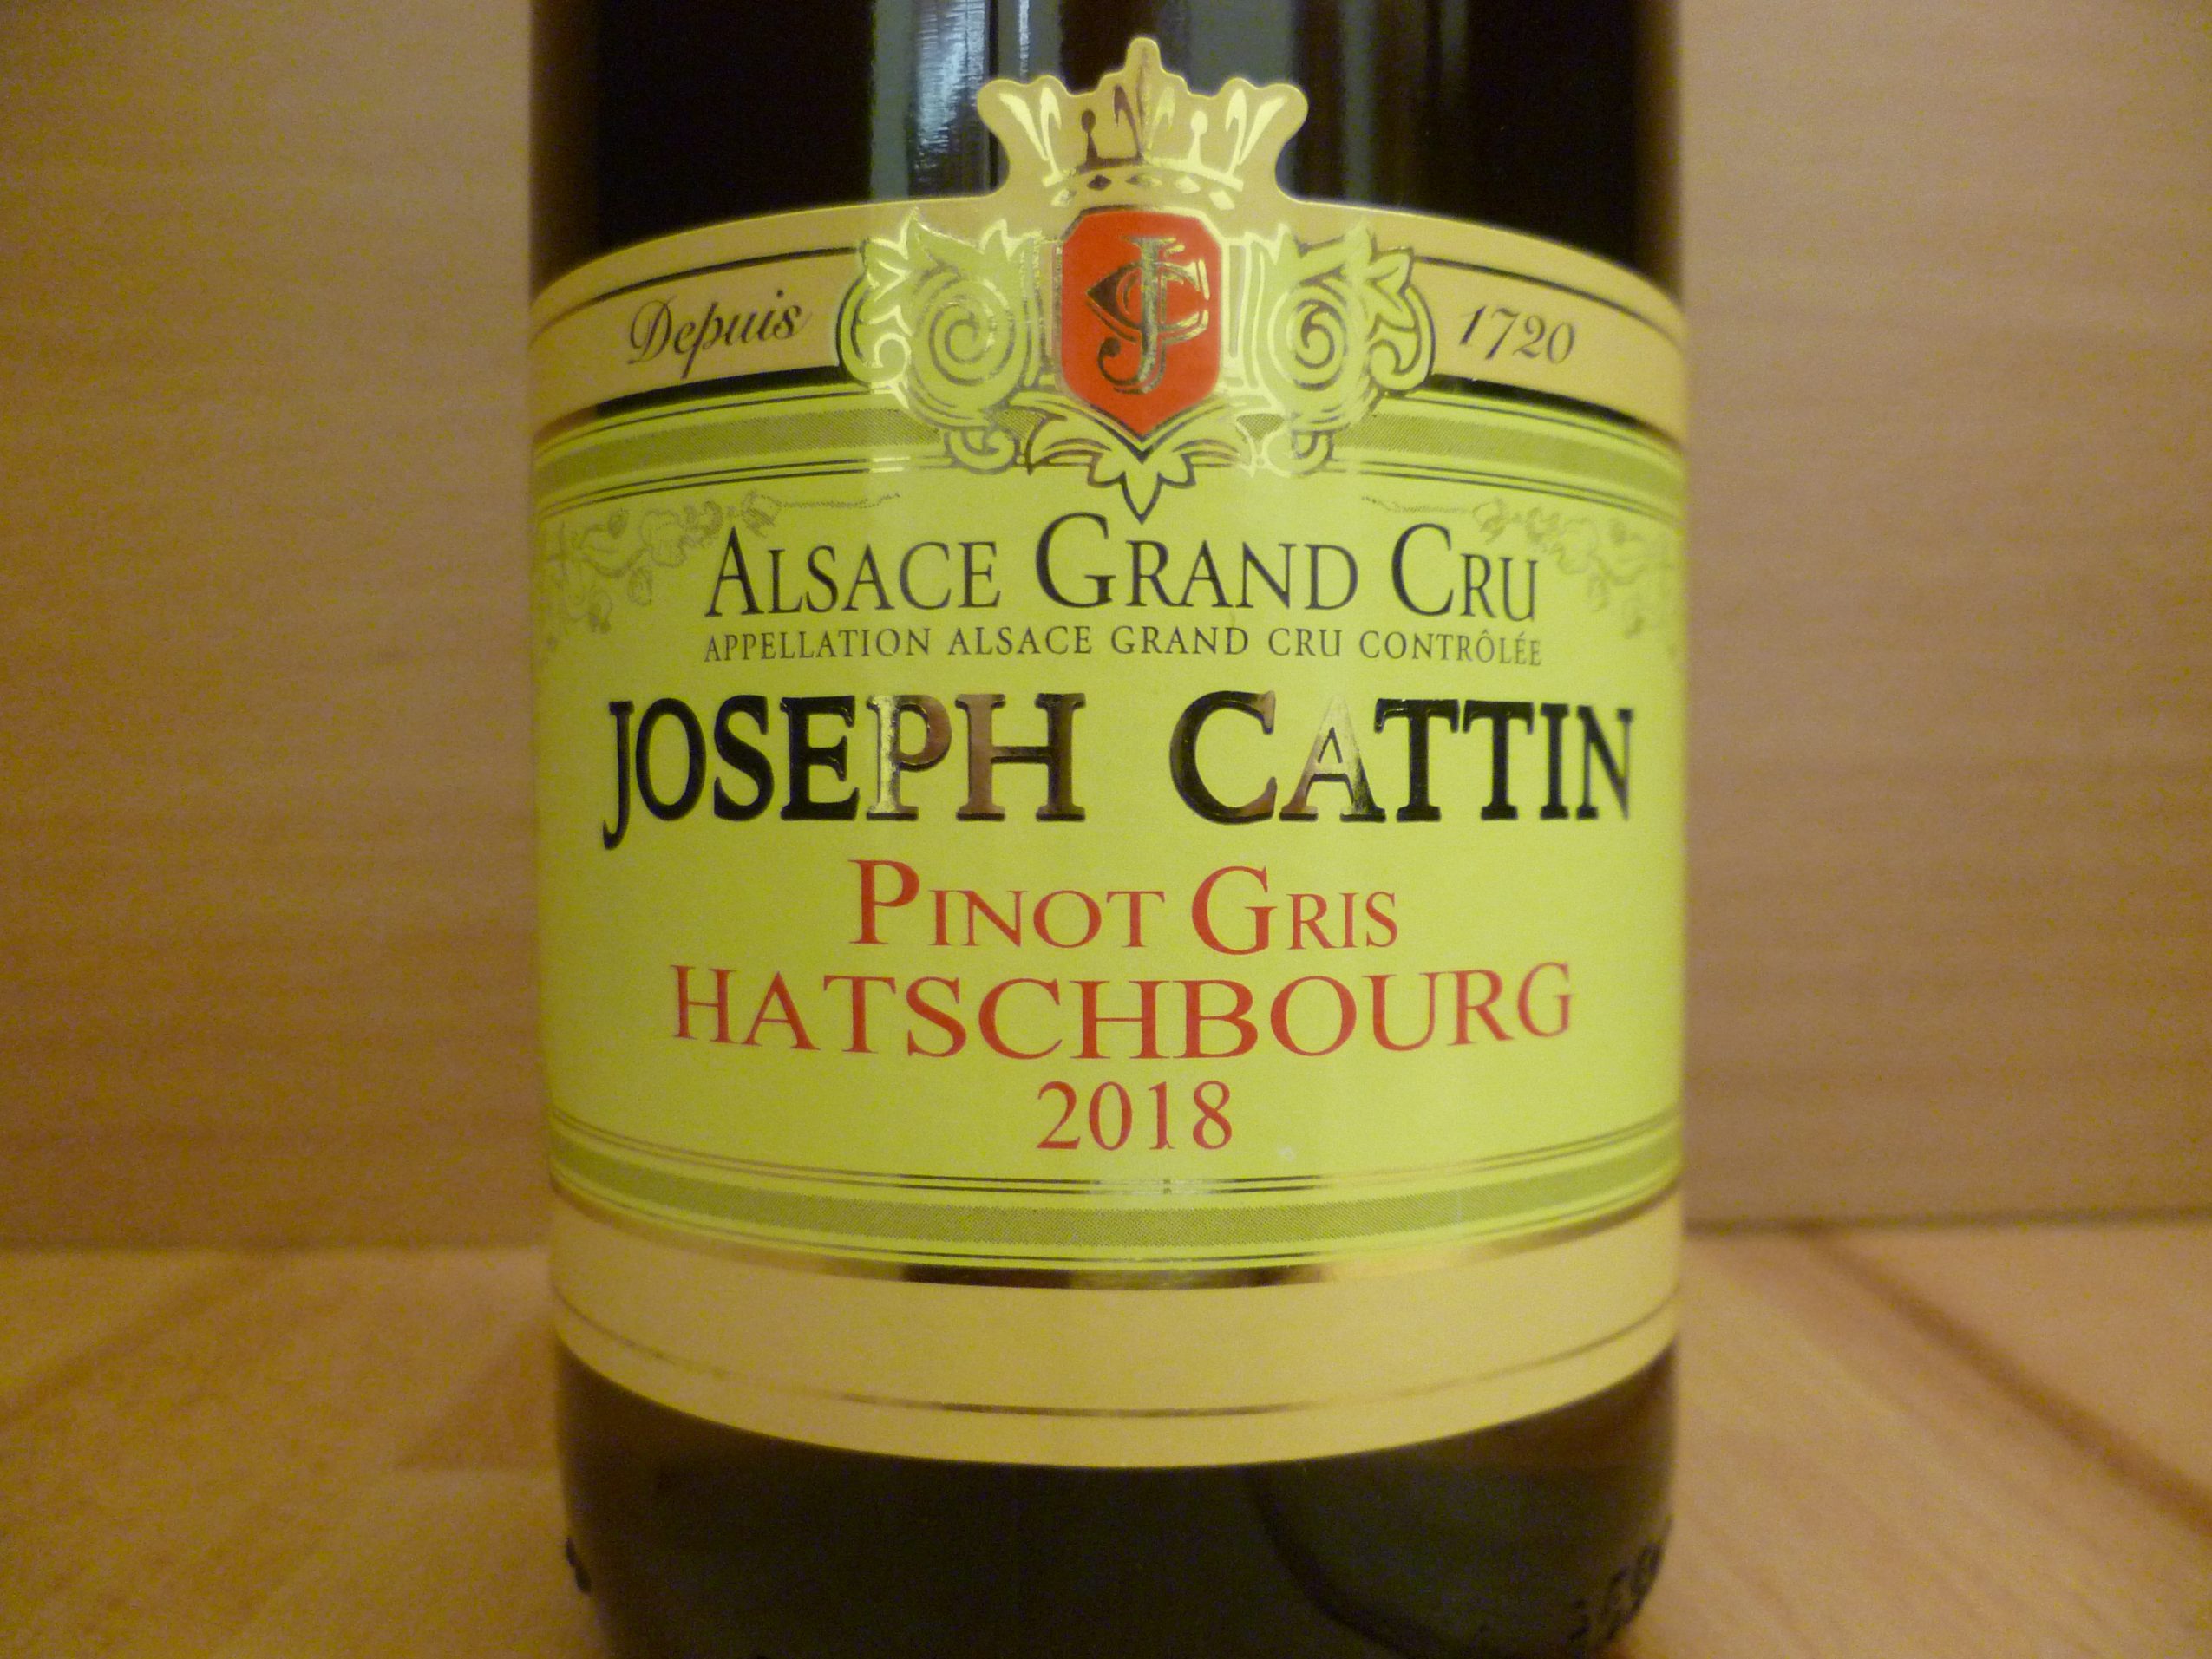 Depuis 1720
JC
ALSACE GRAND CRU
APPELLATION ALSACE GRAND CRU CONTRÔLÉE
JOSEPH CATTIN
PINOT GRIS
HATSCHBOURG
2018